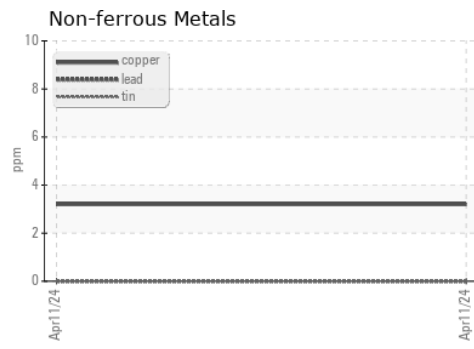 Non-ferrous Metals
10
8
6
4
2
0
ppm
copper
lead
tin
Apr11/24
Apr11/24